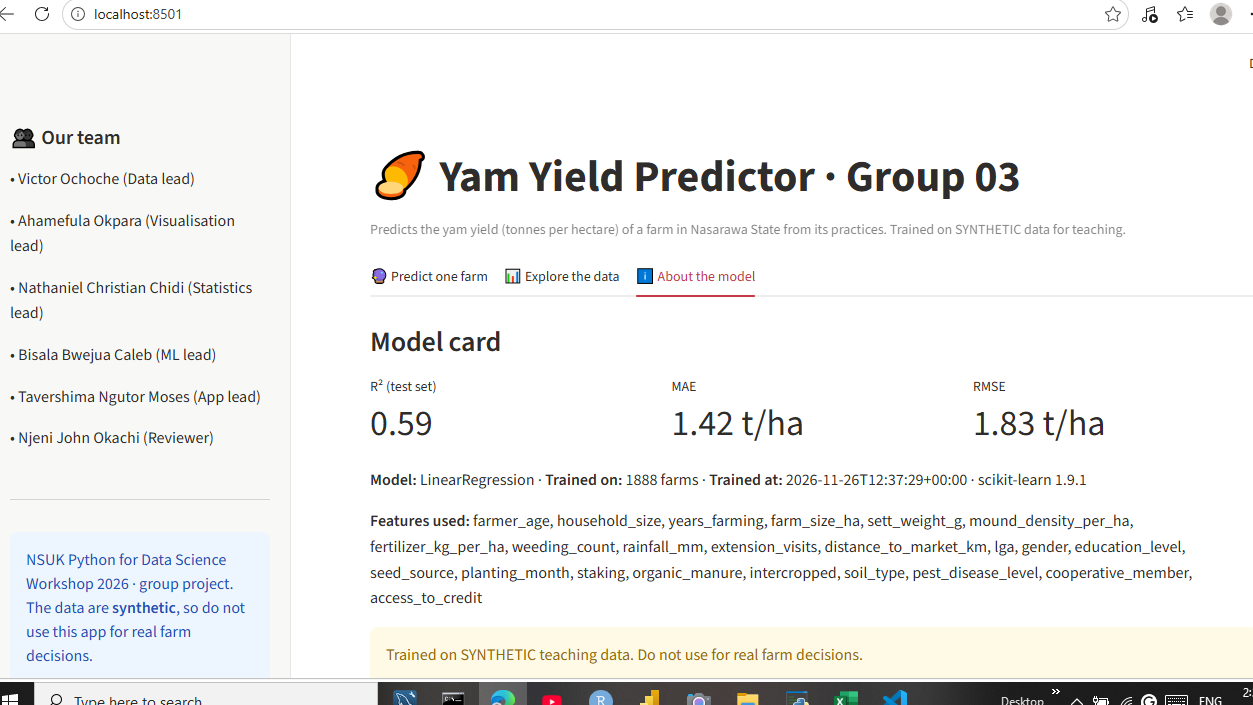 localhost:8501
Our team
• Victor Ochoche (Data lead)
• Ahamefula Okpara (Visualisation
lead)
• Nathaniel Christian Chidi (Statistics
lead)
• Bisala Bwejua Caleb (ML lead)
• Tavershima Ngutor Moses (App lead)
• Njeni John Okachi (Reviewer)
NSUK Python for Data Science
Workshop 2026 · group project.
The data are synthetic, so do not
use this app for real farm
decisions.
Yam Yield Predictor · Group 03
Predicts the yam yield (tonnes per hectare) of a farm in Nasarawa State from its practices. Trained on SYNTHETIC data for teaching.
Predict one farm Explore the data About the model
Model card
R² (test set) MAE RMSE
0.59 1.42 t/ha 1.83 t/ha
Model: LinearRegression · Trained on: 1888 farms · Trained at: 2026-11-26T12:37:29+00:00 · scikit-learn 1.9.1
Features used: farmer_age, household_size, years_farming, farm_size_ha, sett_weight_g, mound_density_per_ha,
fertilizer_kg_per_ha, weeding_count, rainfall_mm, extension_visits, distance_to_market_km, lga, gender, education_level,
seed_source, planting_month, staking, organic_manure, intercropped, soil_type, pest_disease_level, cooperative_member,
access_to_credit
Trained on SYNTHETIC teaching data. Do not use for real farm decisions.
Type here to search
Desktop
ENG